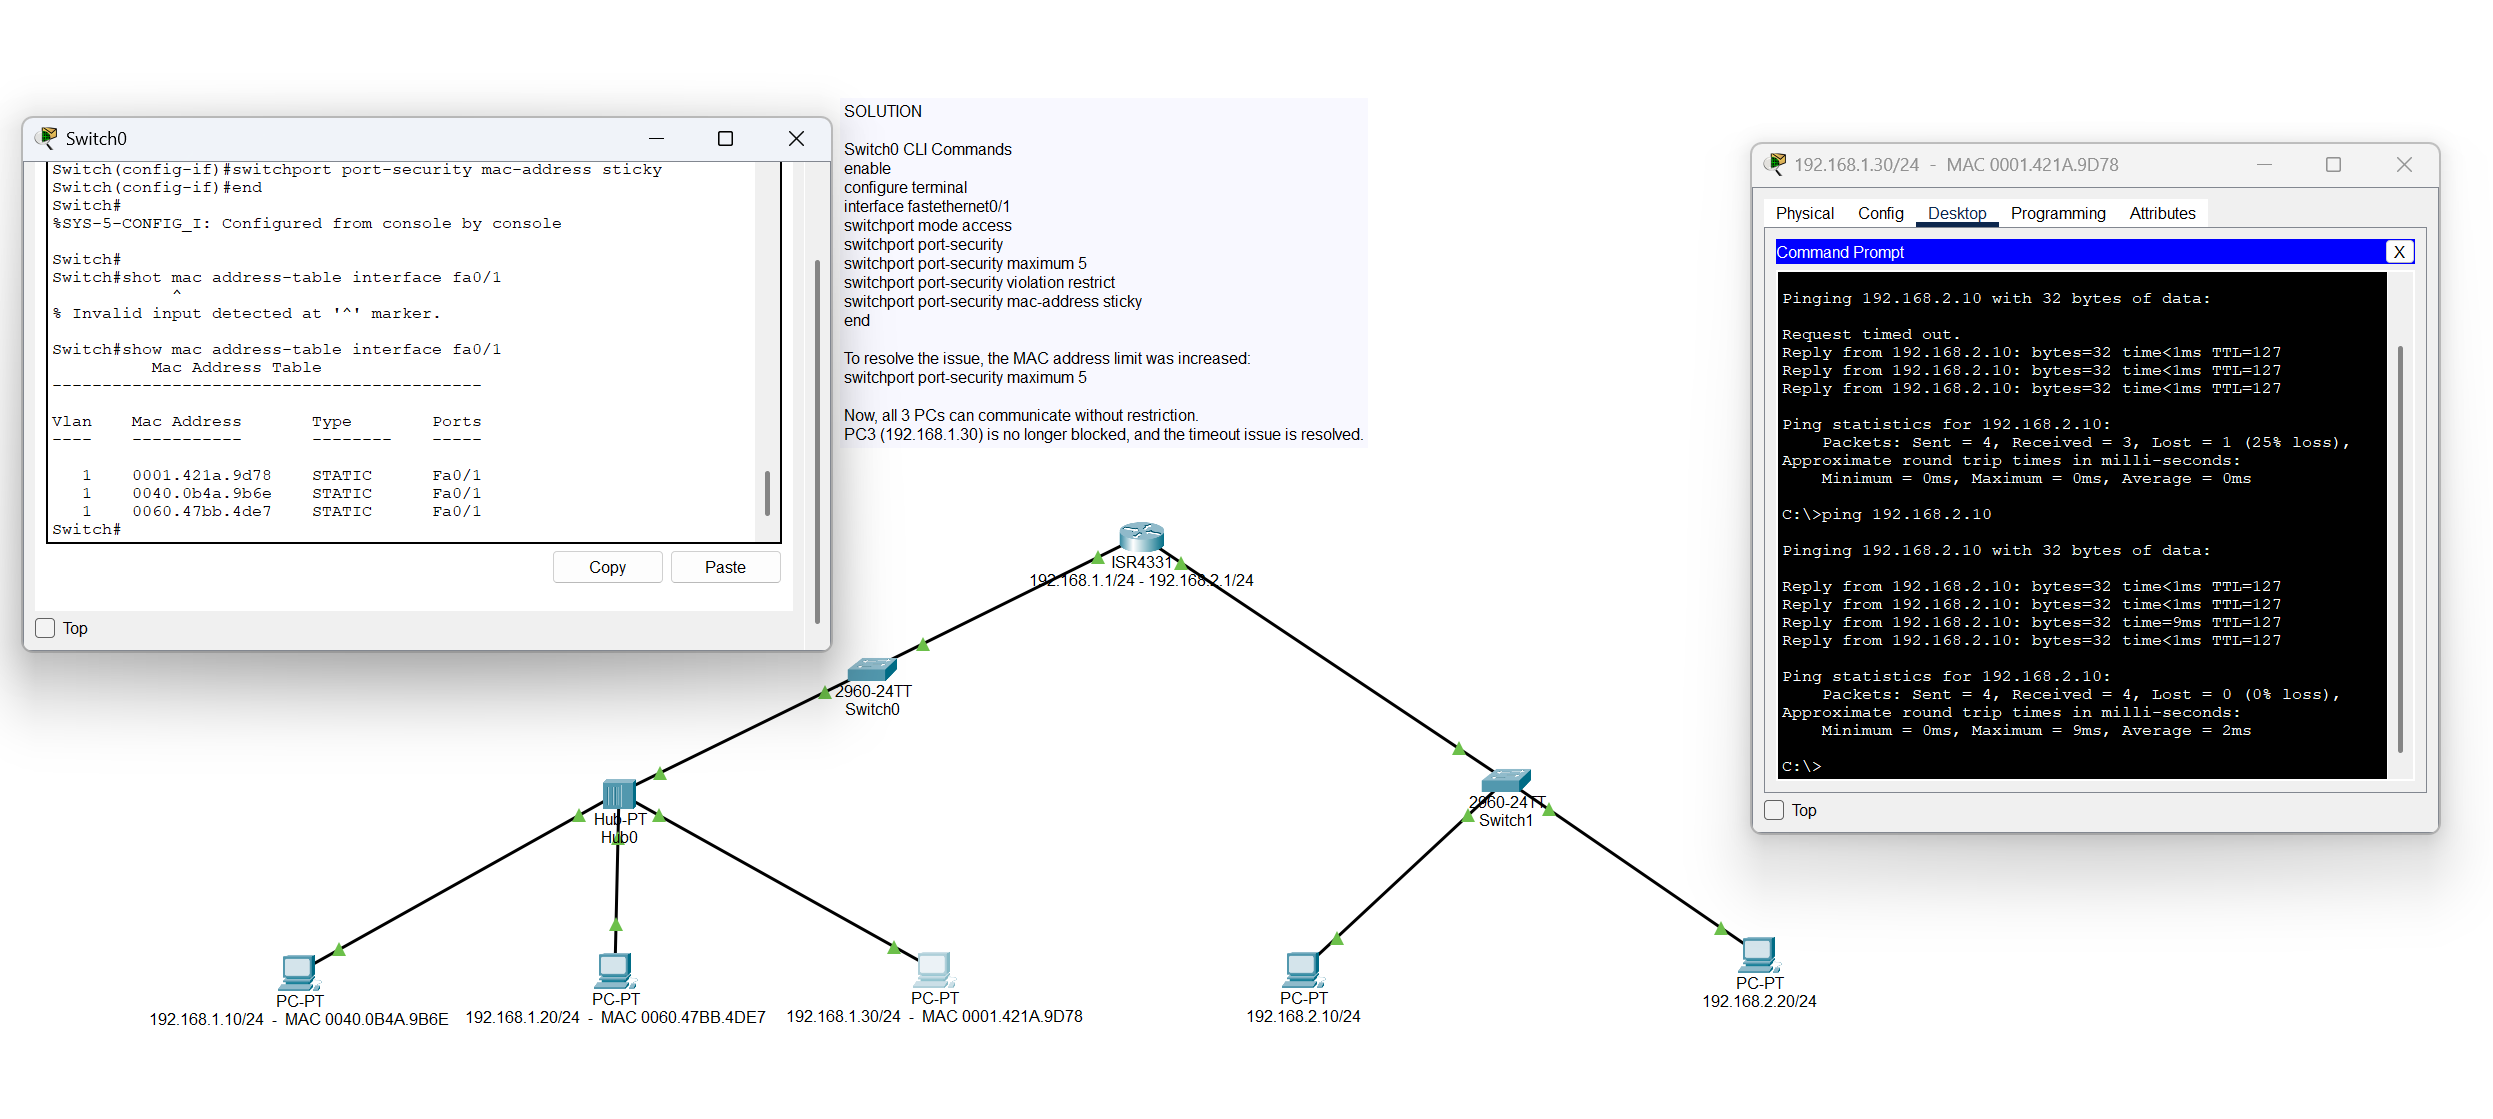 Switch0
Switch(config-if)#switchport port-security mac-address sticky
Switch(config-if)#end
Switch#
%SYS-5-CONFIG_I: Configured from console by console
Switch#
Switch#shot mac address-table interface fa0/1
^
% Invalid input detected at '^' marker.
Switch#show mac address-table interface fa0/1
Mac Address Table
-------------------------------------------
Vlan    Mac Address       Type        Ports
----    -----------       --------    -----
1    0001.421a.9d78    STATIC      Fa0/1
1    0040.0b4a.9b6e    STATIC      Fa0/1
1    0060.47bb.4de7    STATIC      Fa0/1
Switch#
Copy
Paste
Top
SOLUTION
Switch0 CLI Commands
enable
configure terminal
interface fastethernet0/1
switchport mode access
switchport port-security
switchport port-security maximum 5
switchport port-security violation restrict
switchport port-security mac-address sticky
end
To resolve the issue, the MAC address limit was increased:
switchport port-security maximum 5
Now, all 3 PCs can communicate without restriction.
PC3 (192.168.1.30) is no longer blocked, and the timeout issue is resolved.
192.168.1.30/24 - MAC 0001.421A.9D78
Physical Config Desktop Programming Attributes
Command Prompt
X
Pinging 192.168.2.10 with 32 bytes of data:
Request timed out.
Reply from 192.168.2.10: bytes=32 time<1ms TTL=127
Reply from 192.168.2.10: bytes=32 time<1ms TTL=127
Reply from 192.168.2.10: bytes=32 time<1ms TTL=127
Ping statistics for 192.168.2.10:
Packets: Sent = 4, Received = 3, Lost = 1 (25% loss),
Approximate round trip times in milli-seconds:
Minimum = 0ms, Maximum = 0ms, Average = 0ms
C:\>ping 192.168.2.10
Pinging 192.168.2.10 with 32 bytes of data:
Reply from 192.168.2.10: bytes=32 time<1ms TTL=127
Reply from 192.168.2.10: bytes=32 time<1ms TTL=127
Reply from 192.168.2.10: bytes=32 time=9ms TTL=127
Reply from 192.168.2.10: bytes=32 time<1ms TTL=127
Ping statistics for 192.168.2.10:
Packets: Sent = 4, Received = 4, Lost = 0 (0% loss),
Approximate round trip times in milli-seconds:
Minimum = 0ms, Maximum = 9ms, Average = 2ms
C:\>
Top
ISR4331
192.168.1.1/24 - 192.168.2.1/24
2960-24TT
Switch0
Hub-PT
Hub0
2960-24TT
Switch1
PC-PT
192.168.1.10/24 - MAC 0040.0B4A.9B6E
PC-PT
192.168.1.20/24 - MAC 0060.47BB.4DE7
PC-PT
192.168.1.30/24 - MAC 0001.421A.9D78
PC-PT
192.168.2.10/24
PC-PT
192.168.2.20/24